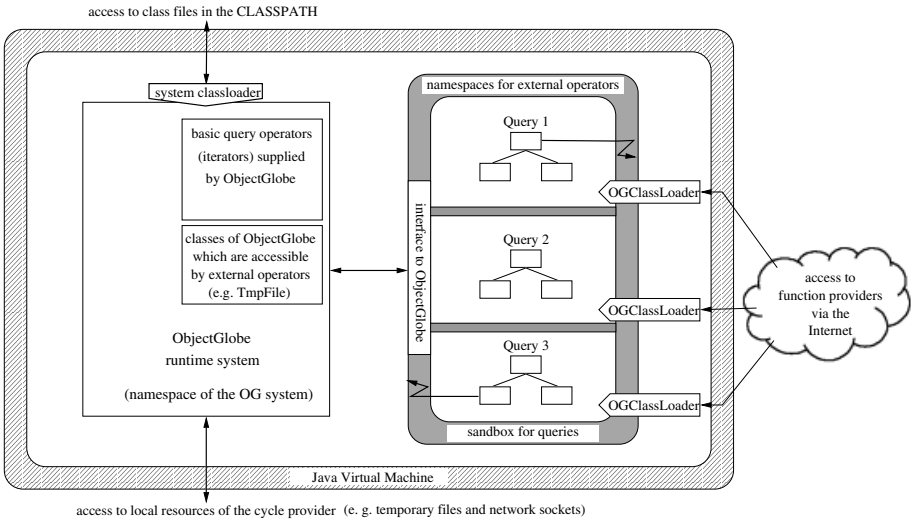 access to class files in the CLASSPATH
system classloader
basic query operators
(iterators) supplied
by ObjectGlobe
classes of ObjectGlobe
which are accessible
by external operators
(e.g. TmpFile)
ObjectGlobe
runtime system
(namespace of the OG system)
namespaces for external operators
Query 1
OGClassLoader
interface to ObjectGlobe
Query 2
OGClassLoader
Query 3
OGClassLoader
sandbox for queries
access to
function providers
via the
Internet
Java Virtual Machine
access to local resources of the cycle provider (e. g. temporary files and network sockets)